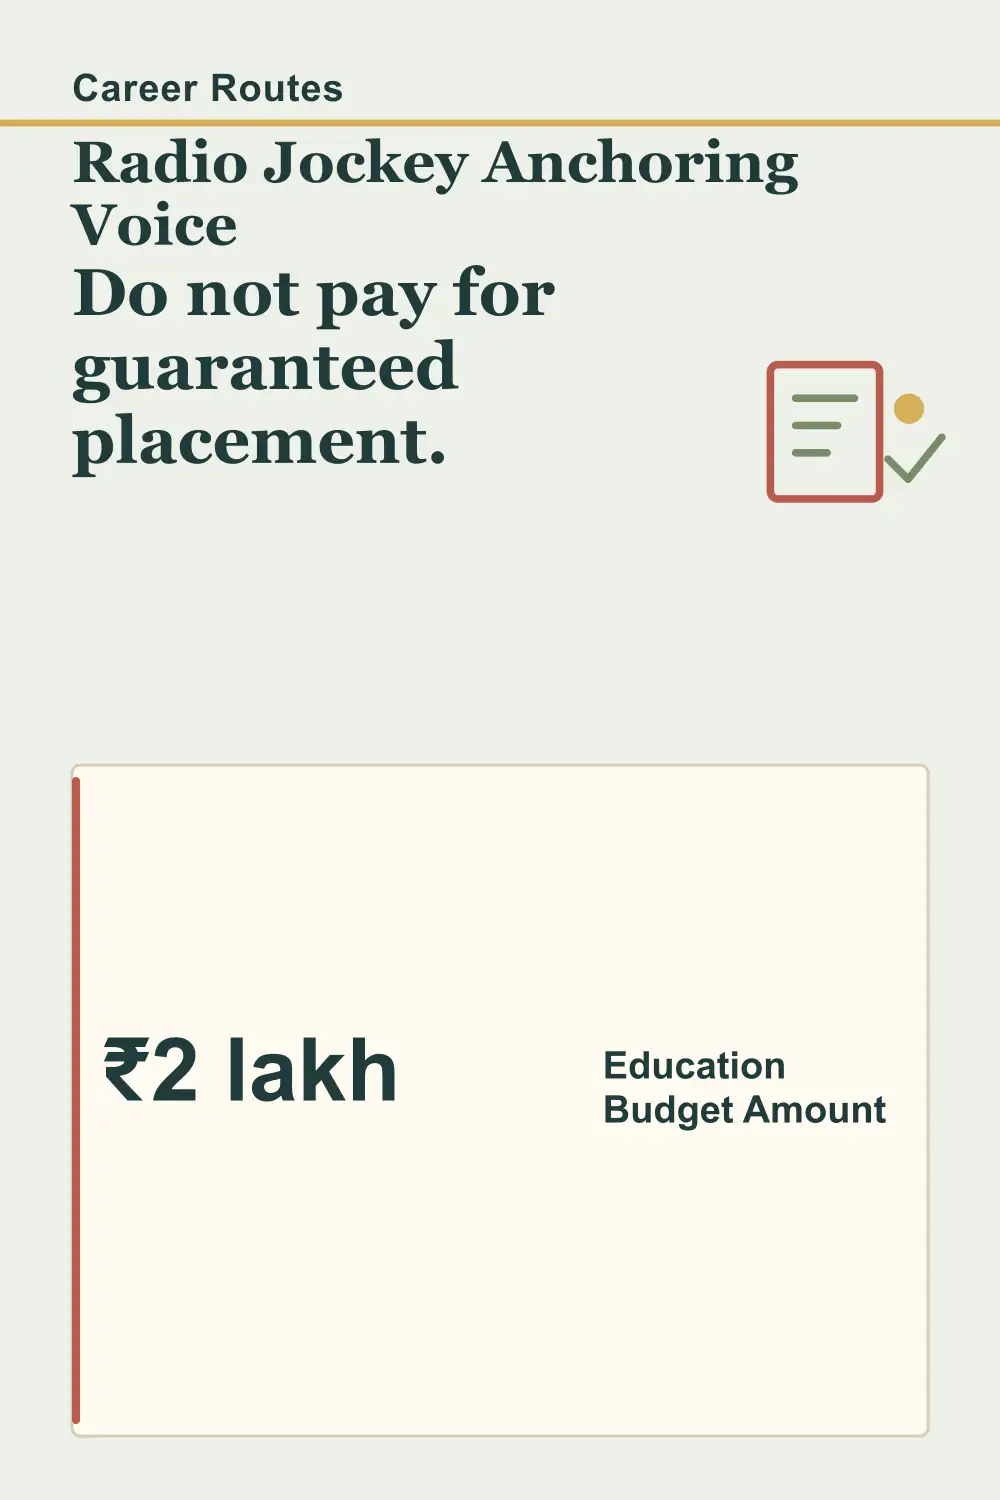 Career Routes
Radio Jockey Anchoring
Voice
Do not pay for
guaranteed
placement.
₹2 lakh
Education
Budget Amount